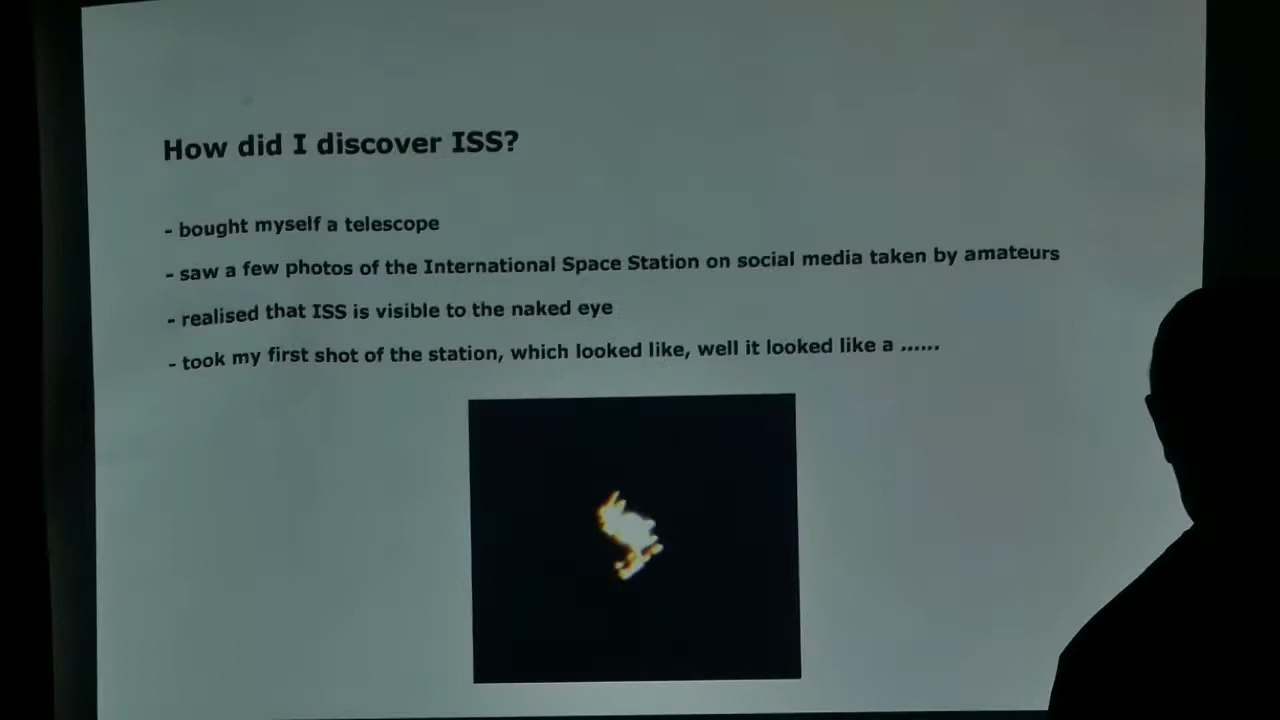 How did I discover ISS?
- bought myself a telescope
- saw a few photos of the International Space Station on social media taken by amateurs
- realised that ISS is visible to the naked eye
- took my first shot of the station, which looked like, well it looked like a ......